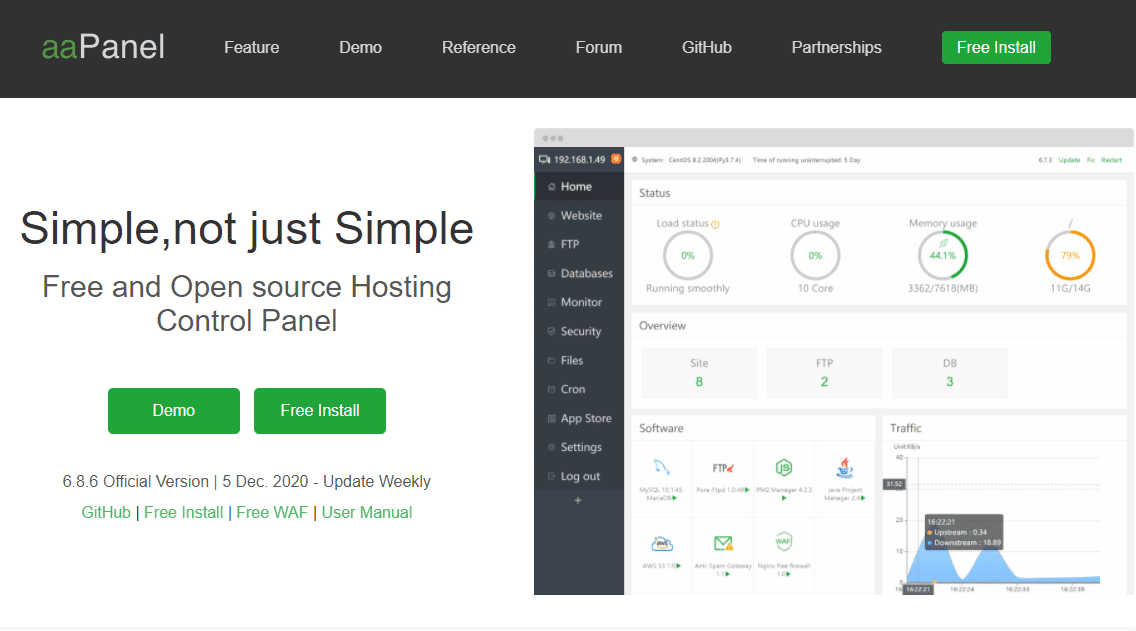 aaPanel
Feature
Demo
Reference
Forum
GitHub
Partnerships
Free Install
Simple,not just Simple
Free and Open source Hosting
Control Panel
Demo
Free Install
6.8.6 Official Version | 5 Dec. 2020 - Update Weekly
GitHub | Free Install | Free WAF | User Manual
192.168.1.49 0
System: CentOS 8.2.2004(Py3.7.4) Time of running uninterrupted: 5 Day
6.7.3 Update Fix Restart
Home
Website
FTP
Databases
Monitor
Security
Files
Cron
App Store
Settings
Log out
+
Status
Load status
CPU usage
Memory usage
/
0%
0%
44.1%
79%
Running smoothly
10 Core
3362/7618(MB)
11G/14G
Overview
Site
FTP
DB
8
2
3
Software
FTP
JS
MySQL 10.1.45
MariaDB
Pure-Ftpd 1.0.49
PM2 Manager 4.2.3
Java Project
Manager 2.4
AWS
WAF
AWS S3 1.0
Anti-Spam Gateway
1.1
Nginx free firewall
1.0
Traffic
Unit:KB/s
40
31.52
20
16:22:21
Upstream : 0.34
Downstream : 18.89
10
0
16:22:21
16:22:24
16:22:33
16:22:39